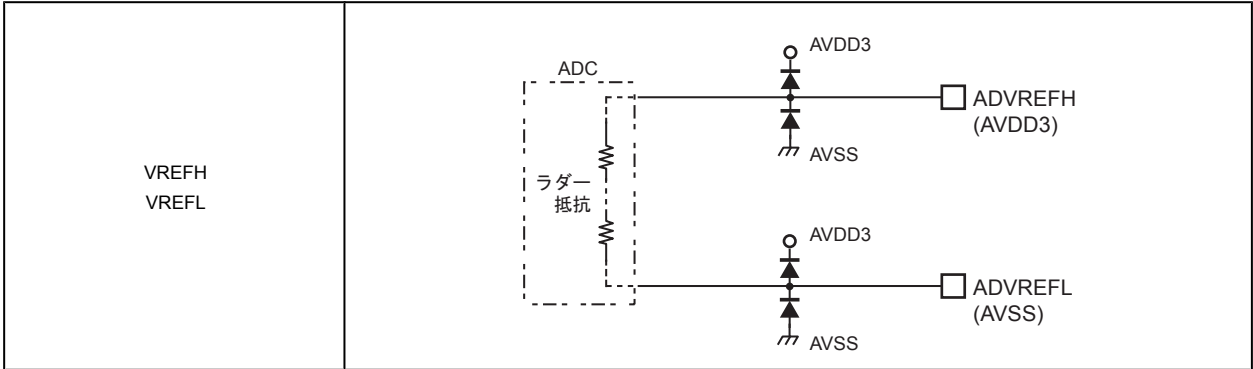 VREFH
VREFL
ADC
ラダー
抵抗
AVDD3
AVSS
ADVREFH
(AVDD3)
AVDD3
AVSS
ADVREFL
(AVSS)